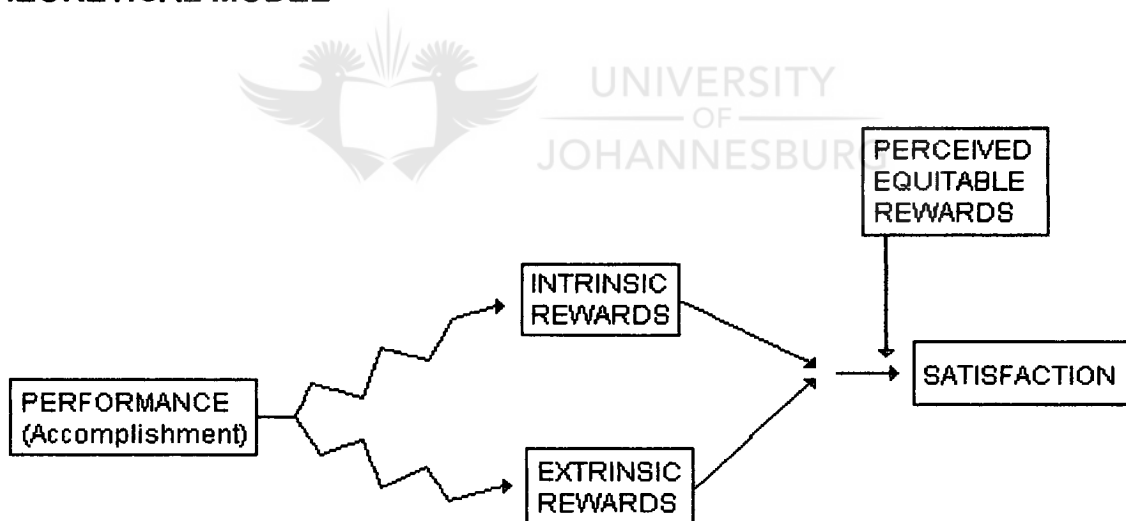 UNIVERSITY
OF
JOHANNESBURG
PERCEIVED
EQUITABLE
REWARDS
INTRINSIC
REWARDS
SATISFACTION
PERFORMANCE
(Accomplishment)
EXTRINSIC
REWARDS